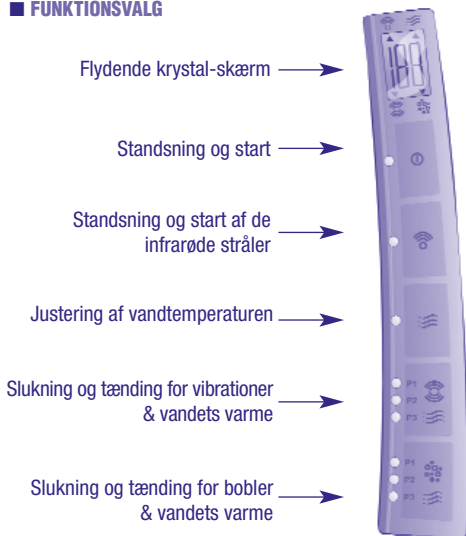 ■ FUNKTIONSVALG
Flydende krystal-skærm
Standsning og start
Standsning og start af de
infrarøde stråler
Justering af vandtemperaturen
Slukning og tænding for vibrationer
& vandets varme
P1
P2
P3
Slukning og tænding for bobler
& vandets varme
P1
P2
P3